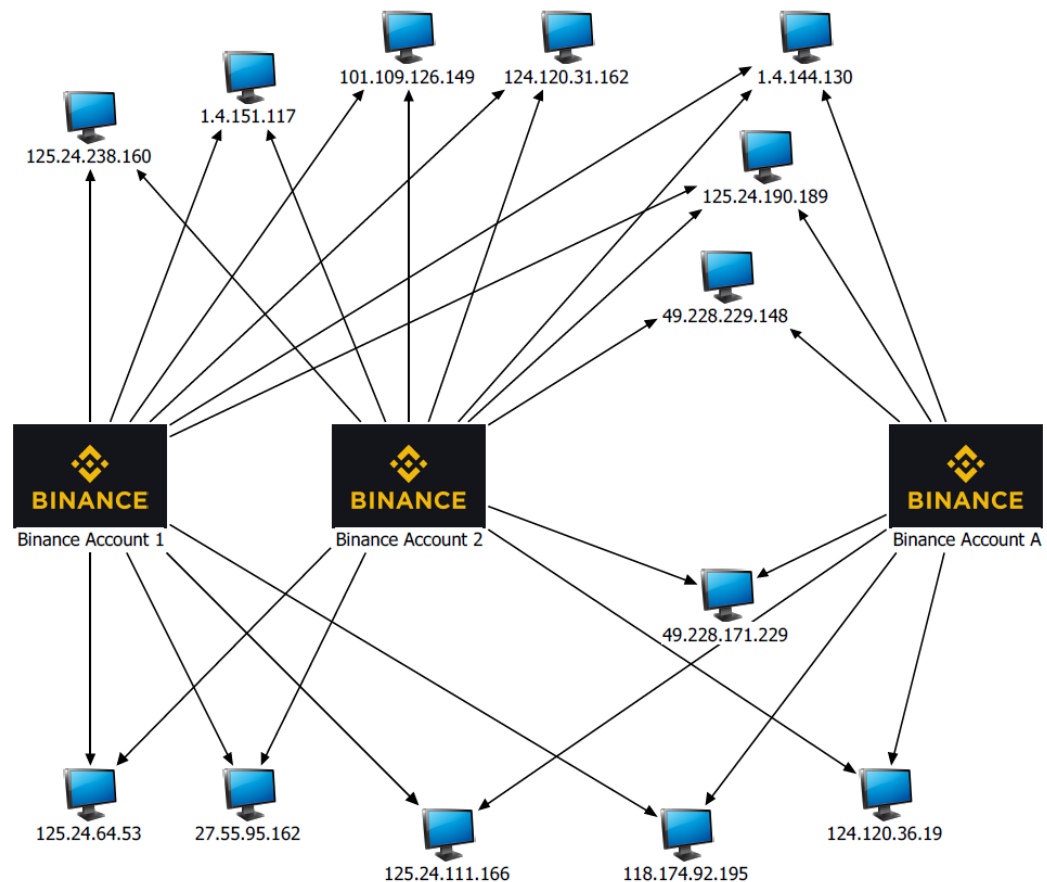 101.109.126.149
124.120.31.162
1.4.144.130
1.4.151.117
125.24.238.160
125.24.190.189
49.228.229.148
BINANCE
BINANCE
BINANCE
Binance Account 1
Binance Account 2
Binance Account A
49.228.171.229
125.24.64.53
27.55.95.162
124.120.36.19
125.24.111.166
118.174.92.195